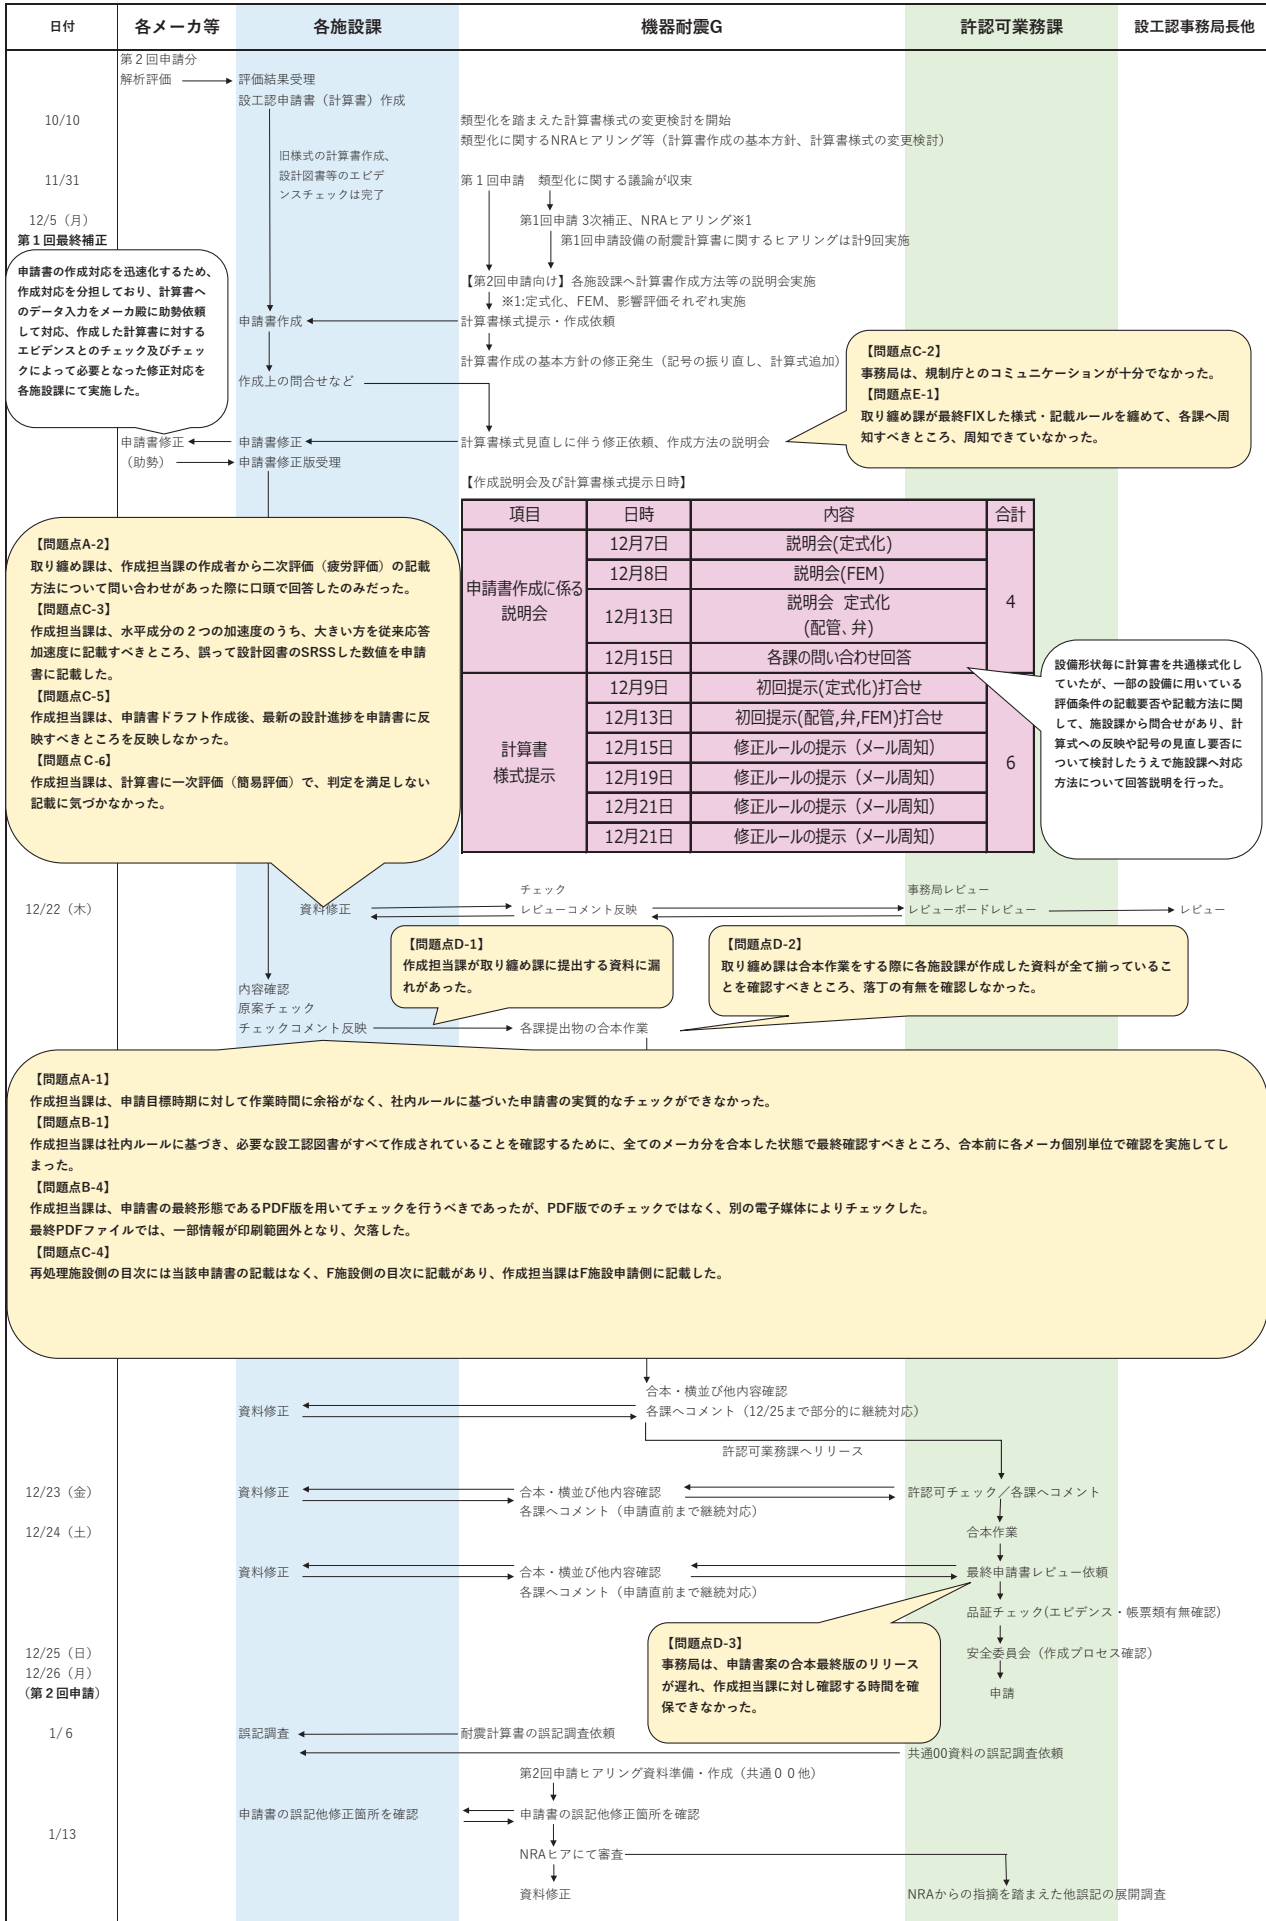 日付
各メーカ等
各施設課
機器耐震G
許認可業務課
設工認事務局長他
第２回申請分
解析評価
評価結果受理
設工認申請書（計算書）作成
10/10
類型化を踏まえた計算書様式の変更検討を開始
類型化に関するNRAヒアリング等（計算書作成の基本方針、計算書様式の変更検討）
旧様式の計算書作成、
設計図書等のエビデ
ンスチェックは完了
11/31
第１回申請　類型化に関する議論が収束
12/5（月）
第１回最終補正
第1回申請 3次補正、NRAヒアリング※1
第1回申請設備の耐震計算書に関するヒアリングは計9回実施
【第2回申請向け】各施設課へ計算書作成方法等の説明会実施
※1:定式化、FEM、影響評価それぞれ実施
申請書の作成対応を迅速化するため、
作成対応を分担しており、計算書へ
のデータ入力をメーカ殿に助勢依頼
して対応、作成した計算書に対する
エビデンスとのチェック及びチェッ
クによって必要となった修正対応を
各施設課にて実施した。
申請書作成
計算書様式提示・作成依頼
計算書作成の基本方針の修正発生（記号の振り直し、計算式追加）
作成上の問合せなど
【問題点C-2】
事務局は、規制庁とのコミュニケーションが十分でなかった。
【問題点E-1】
取り纏め課が最終FIXした様式・記載ルールを纏めて、各課へ周
知すべきところ、周知できていなかった。
申請書修正
申請書修正
計算書様式見直しに伴う修正依頼、作成方法の説明会
（助勢）
申請書修正版受理
【作成説明会及び計算書様式提示日時】
項目
日時
内容
合計
申請書作成に係る
説明会
12月7日
説明会(定式化)
12月8日
説明会(FEM)
12月13日
説明会 定式化
(配管、弁)
12月15日
各課の問い合わせ回答
4
計算書
様式提示
12月9日
初回提示(定式化)打合せ
12月13日
初回提示(配管,弁,FEM)打合せ
12月15日
修正ルールの提示（メール周知）
12月19日
修正ルールの提示（メール周知）
12月21日
修正ルールの提示（メール周知）
12月21日
修正ルールの提示（メール周知）
6
【問題点A-2】
取り纏め課は、作成担当課の作成者から二次評価（疲労評価）の記載
方法について問い合わせがあった際に口頭で回答したのみだった。
【問題点C-3】
作成担当課は、水平成分の２つの加速度のうち、大きい方を従来応答
加速度に記載すべきところ、誤って設計図書のSRSSした数値を申請
書に記載した。
【問題点C-5】
作成担当課は、申請書ドラフト作成後、最新の設計進捗を申請書に反
映すべきところを反映しなかった。
【問題点Ｃ-6】
作成担当課は、計算書に一次評価（簡易評価）で、判定を満足しない
記載に気づかなかった。
設備形状毎に計算書を共通様式化し
ていたが、一部の設備に用いている
評価条件の記載要否や記載方法に関
して、施設課から問合せがあり、計
算式への反映や記号の見直し要否に
ついて検討したうえで施設課へ対応
方法について回答説明を行った。
12/22（木）
資料修正
チェック
レビューコメント反映
事務局レビュー
レビューボードレビュー
レビュー
【問題点D-1】
作成担当課が取り纏め課に提出する資料に漏
れがあった。
【問題点D-2】
取り纏め課は合本作業をする際に各施設課が作成した資料が全て揃っているこ
とを確認すべきところ、落丁の有無を確認しなかった。
内容確認
原案チェック
チェックコメント反映
各課提出物の合本作業
【問題点A-1】
作成担当課は、申請目標時期に対して作業時間に余裕がなく、社内ルールに基づいた申請書の実質的なチェックができなかった。
【問題点B-1】
作成担当課は社内ルールに基づき、必要な設工認図書がすべて作成されていることを確認するために、全てのメーカ分を合本した状態で最終確認すべきところ、合本前に各メーカ個別単位で確認を実施してし
まった。
【問題点B-4】
作成担当課は、申請書の最終形態であるPDF版を用いてチェックを行うべきであったが、PDF版でのチェックではなく、別の電子媒体によりチェックした。
最終PDFファイルでは、一部情報が印刷範囲外となり、欠落した。
【問題点C-4】
再処理施設側の目次には当該申請書の記載はなく、F施設側の目次に記載があり、作成担当課はF施設申請側に記載した。
合本・横並び他内容確認
資料修正
各課へコメント（12/25まで部分的に継続対応）
許認可業務課へリリース
12/23（金）
資料修正
合本・横並び他内容確認
各課へコメント（申請直前まで継続対応）
許認可チェック／各課へコメント
12/24（土）
合本作業
資料修正
合本・横並び他内容確認
各課へコメント（申請直前まで継続対応）
最終申請書レビュー依頼
品証チェック(エビデンス・帳票類有無確認)
【問題点D-3】
事務局は、申請書案の合本最終版のリリース
が遅れ、作成担当課に対し確認する時間を確
保できなかった。
12/25（日）
安全委員会（作成プロセス確認）
12/26（月）
（第２回申請）
申請
1/ 6
誤記調査
耐震計算書の誤記調査依頼
共通00資料の誤記調査依頼
第2回申請ヒアリング資料準備・作成（共通００他）
申請書の誤記他修正箇所を確認
申請書の誤記他修正箇所を確認
1/13
NRAヒアにて審査
資料修正
NRAからの指摘を踏まえた他誤記の展開調査